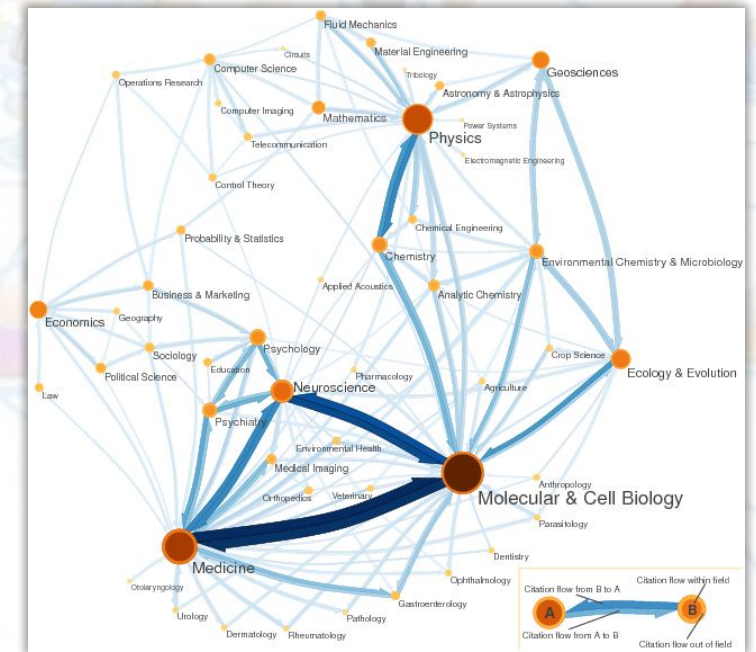 Fluid Mechanics
Circuits
Material Engineering
Computer Science
Geosciences
Operations Research
Tribology
Astronomy & Astrophysics
Computer Imaging
Mathematics
Power Systems
Physics
Telecommunication
Electromagnetic Engineering
Control Theory
Chemical Engineering
Probability & Statistics
Chemistry
Environmental Chemistry & Microbiology
Applied Acoustics
Analytic Chemistry
Business & Marketing
Geography
Economics
Psychology
Sociology
Crop Science
Education
Pharmacology
Ecology & Evolution
Political Science
Neuroscience
Agriculture
Law
Psychiatry
Environmental Health
Medical Imaging
Anthropology
Orthopedics
Veterinary
Molecular & Cell Biology
Parasitology
Dentistry
Medicine
Ophthalmology
Otolaryngology
Gastroenterology
Urology
Pathology
Dermatology
Rheumatology
Citation flow from B to A
Citation flow within field
A
B
Citation flow from A to B
Citation flow out of field